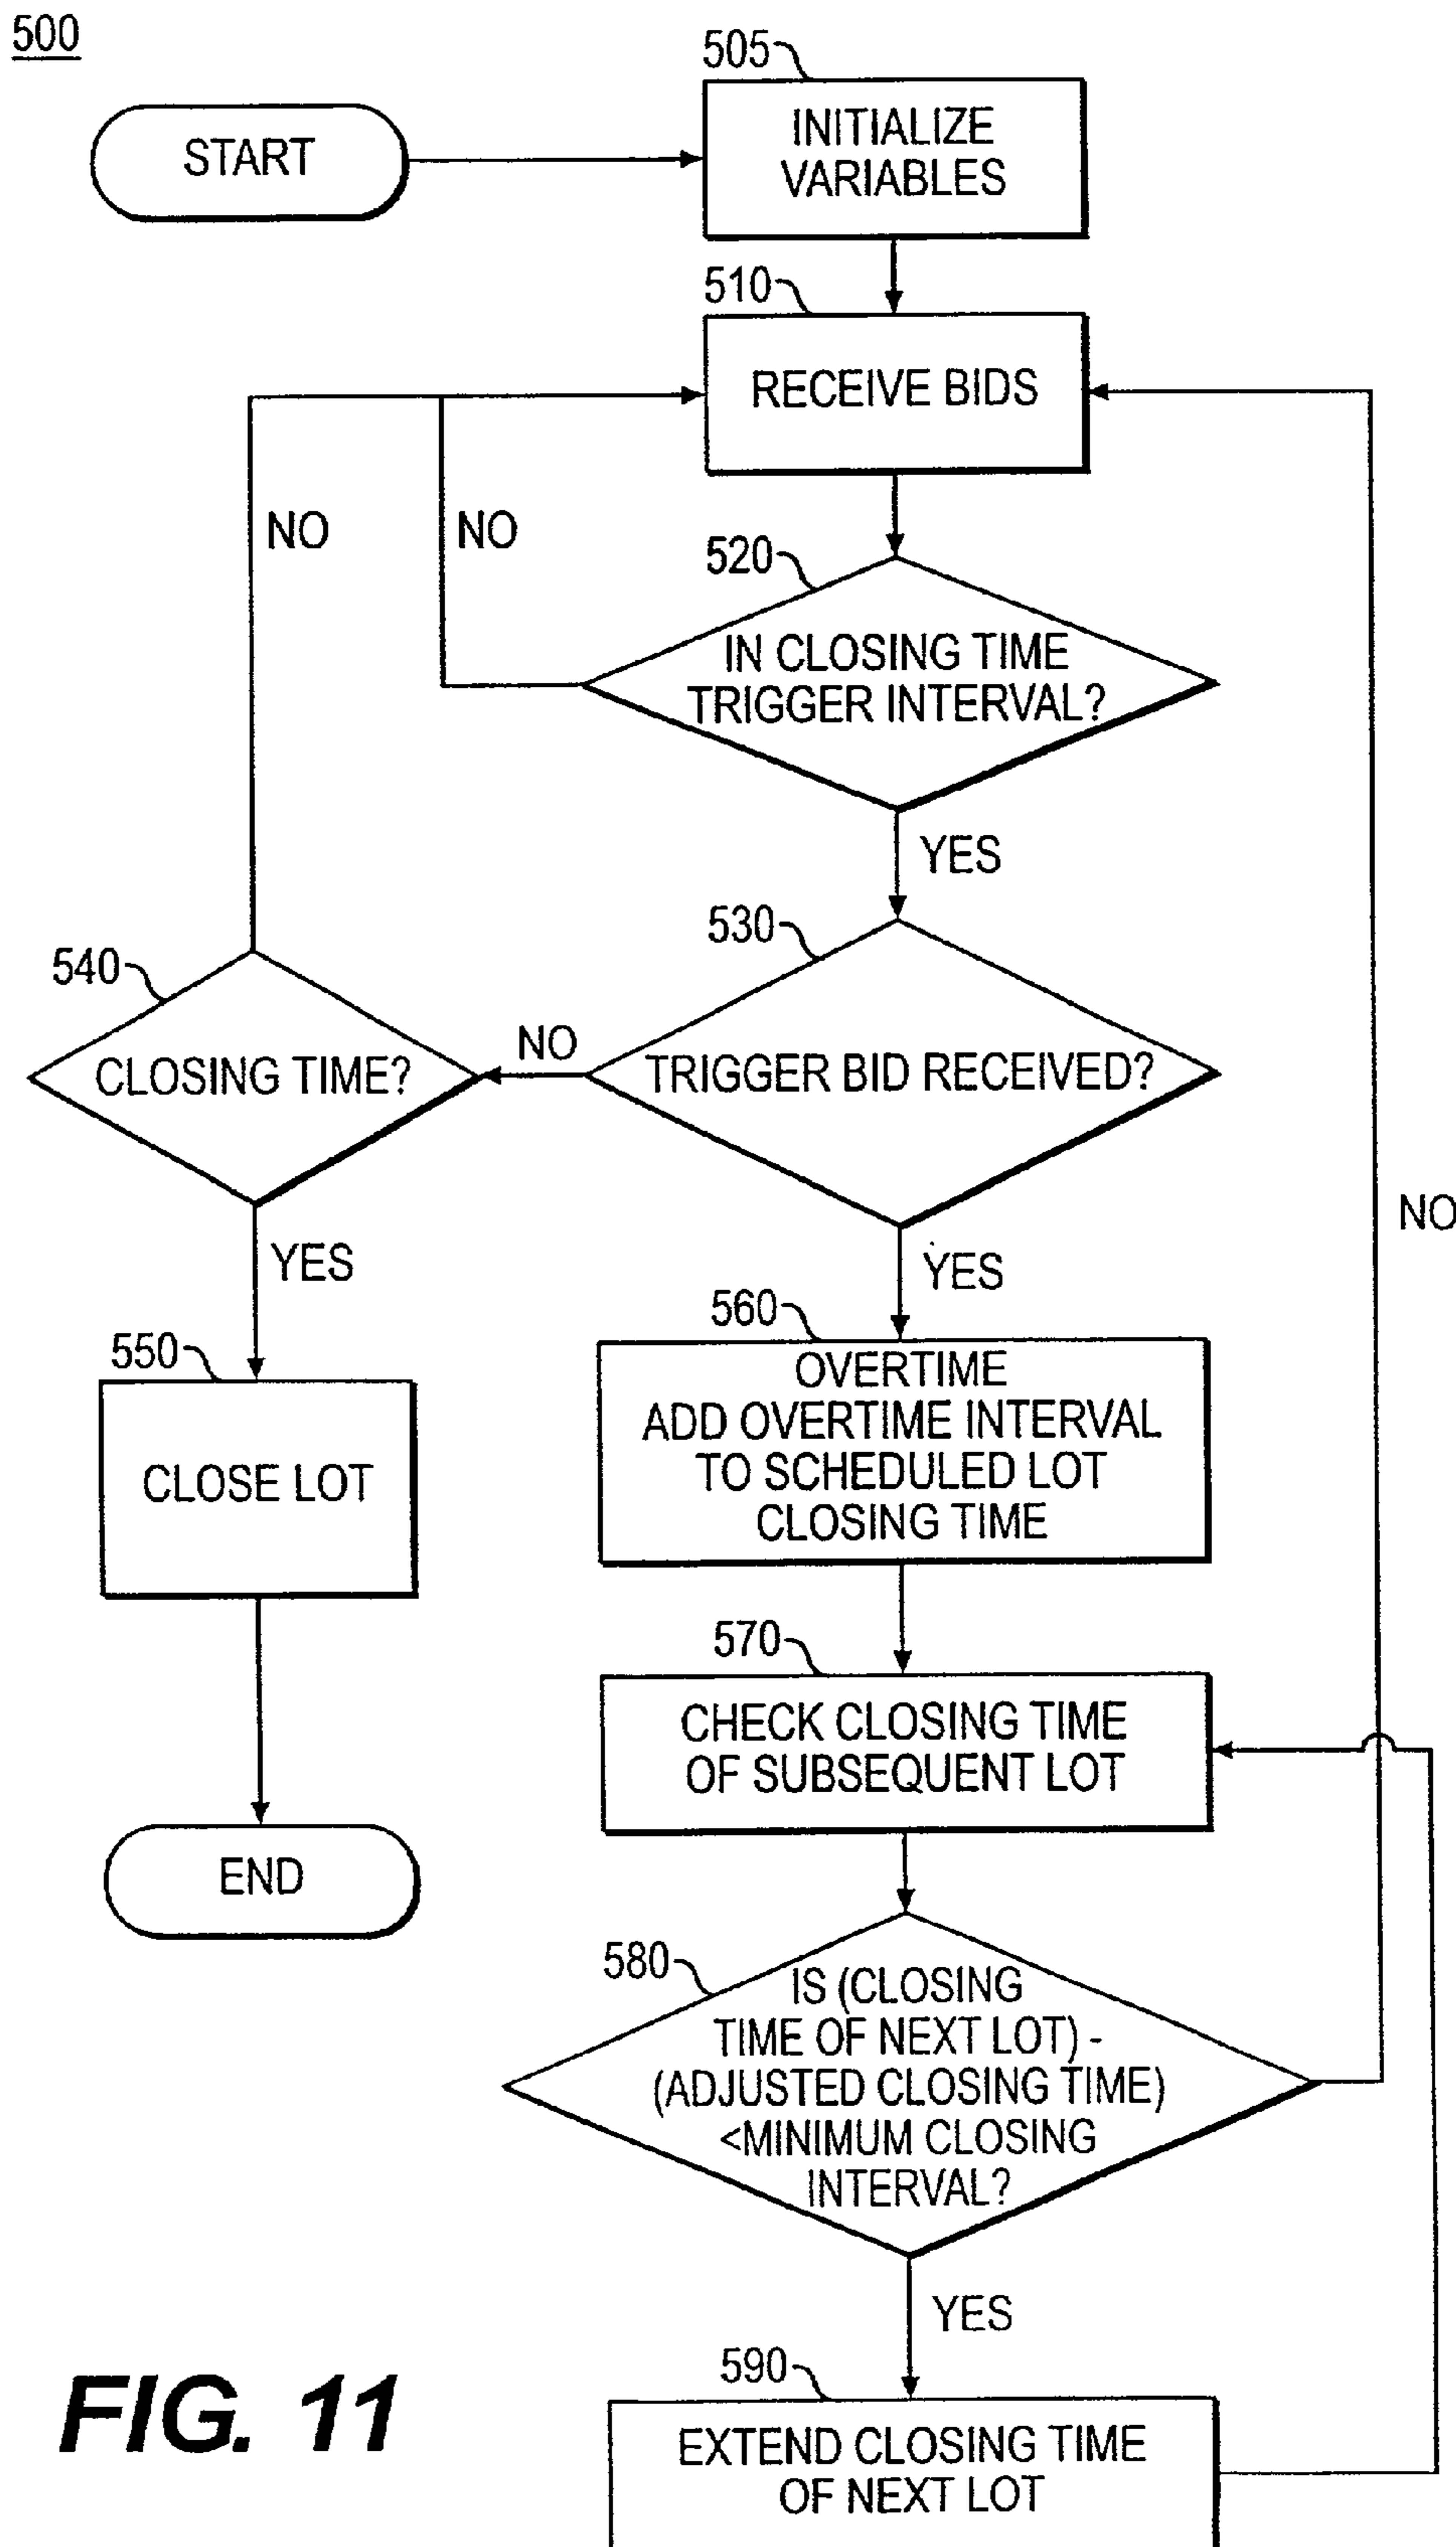 500
505
START
INITIALIZE
VARIABLES
510
RECEIVE BIDS
NO
NO
520
IN CLOSING TIME
TRIGGER INTERVAL?
YES
530
540
NO
CLOSING TIME?
TRIGGER BID RECEIVED?
NO
YES
YES
560
550
OVERTIME
ADD OVERTIME INTERVAL
TO SCHEDULED LOT
CLOSING TIME
CLOSE LOT
570
CHECK CLOSING TIME
OF SUBSEQUENT LOT
END
580
IS (CLOSING
TIME OF NEXT LOT) -
(ADJUSTED CLOSING TIME)
<MINIMUM CLOSING
INTERVAL?
YES
590
EXTEND CLOSING TIME
OF NEXT LOT
FIG. 11